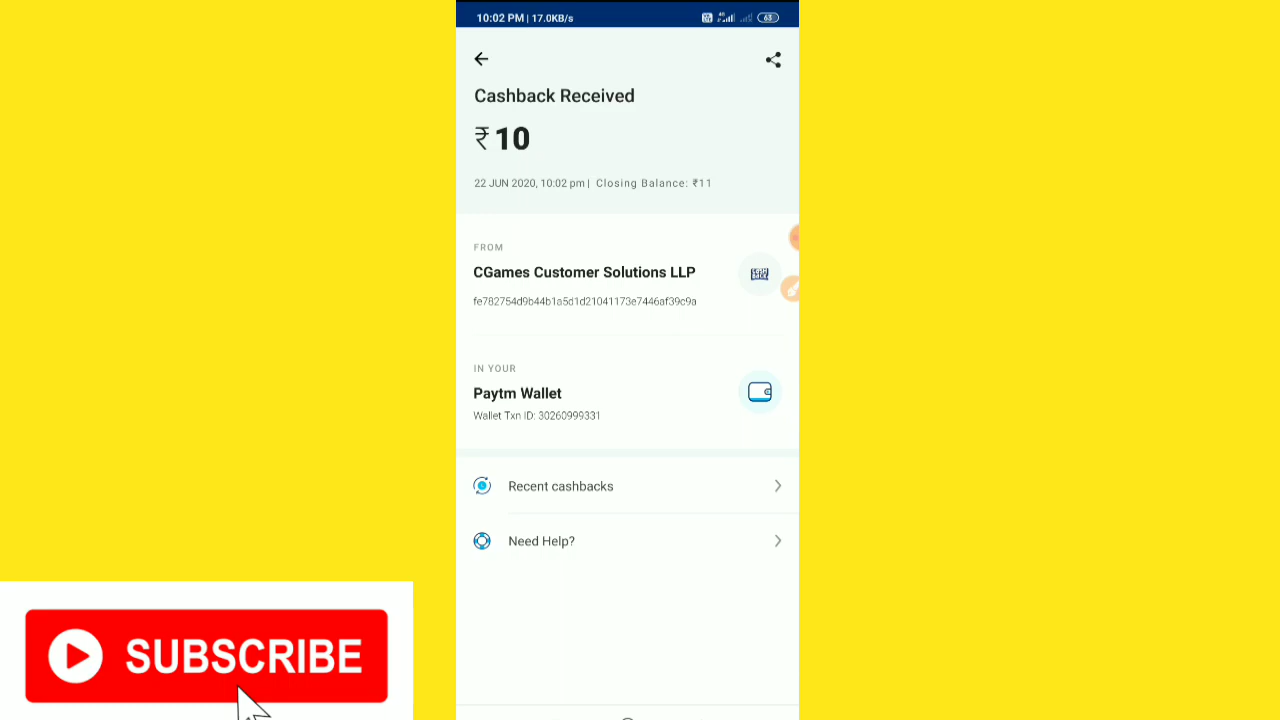 10:02 PM | 17.0KB/s
63
Cashback Received
₹10
22 JUN 2020, 10:02 pm | Closing Balance: ₹11
FROM
CGames Customer Solutions LLP
fe782754d9b44b1a5d1d21041173e7446af39c9a
IN YOUR
Paytm Wallet
Wallet Txn ID: 30260999331
Recent cashbacks
Need Help?
SUBSCRIBE